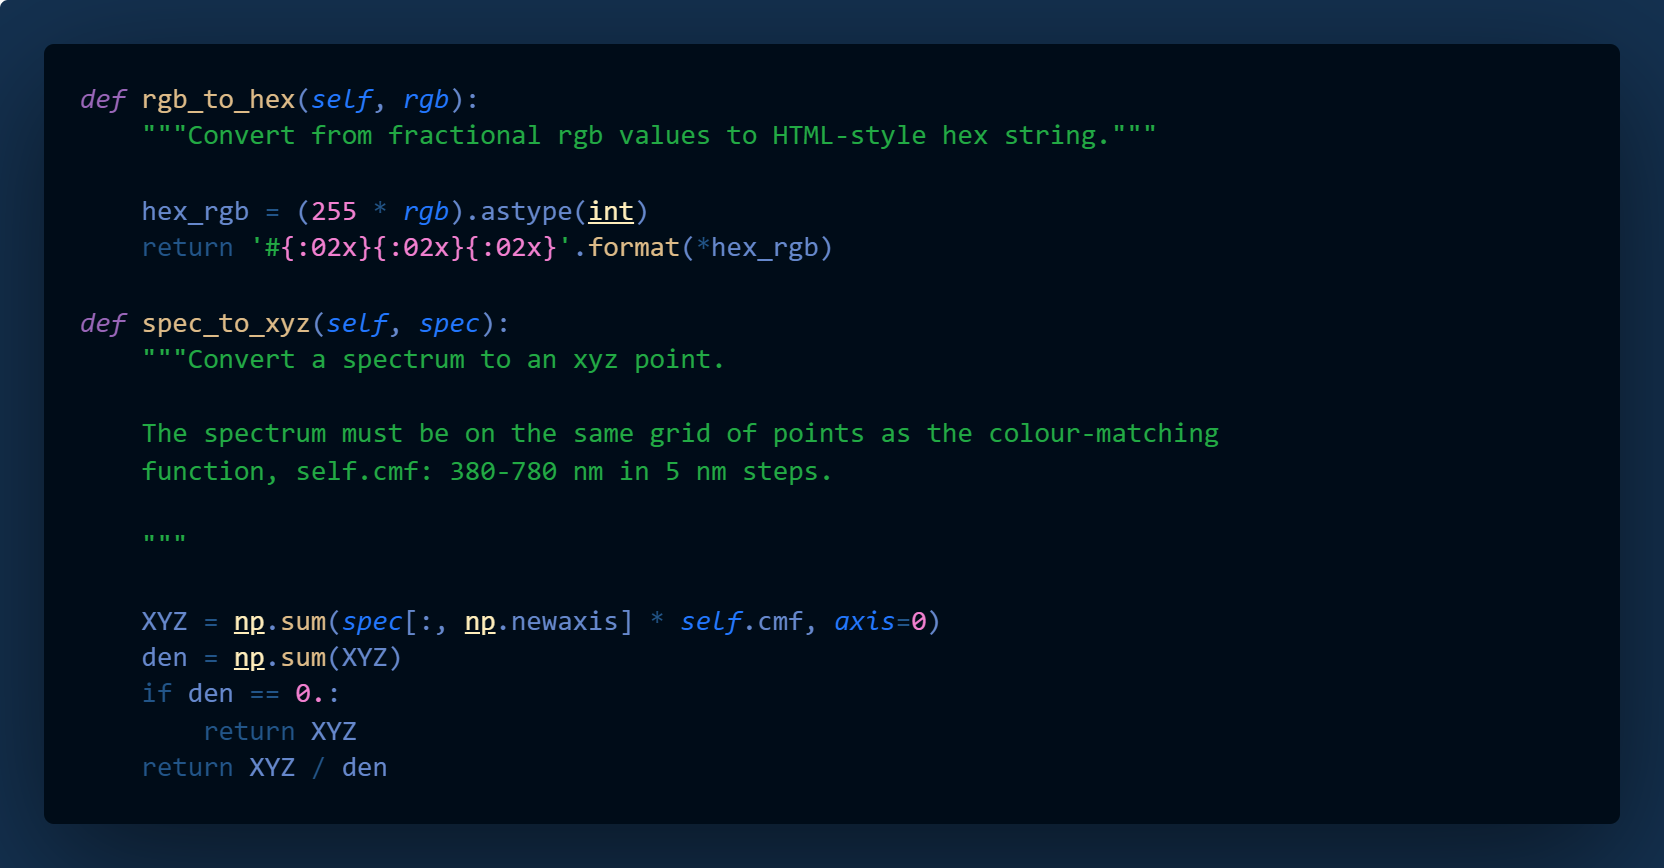 def rgb_to_hex(self, rgb):
    """Convert from fractional rgb values to HTML-style hex string."""

    hex_rgb = (255 * rgb).astype(int)
    return '#{:02x}{:02x}{:02x}'.format(*hex_rgb)

def spec_to_xyz(self, spec):
    """Convert a spectrum to an xyz point.

    The spectrum must be on the same grid of points as the colour-matching
    function, self.cmf: 380-780 nm in 5 nm steps.

    """

    XYZ = np.sum(spec[:, np.newaxis] * self.cmf, axis=0)
    den = np.sum(XYZ)
    if den == 0.:
        return XYZ
    return XYZ / den